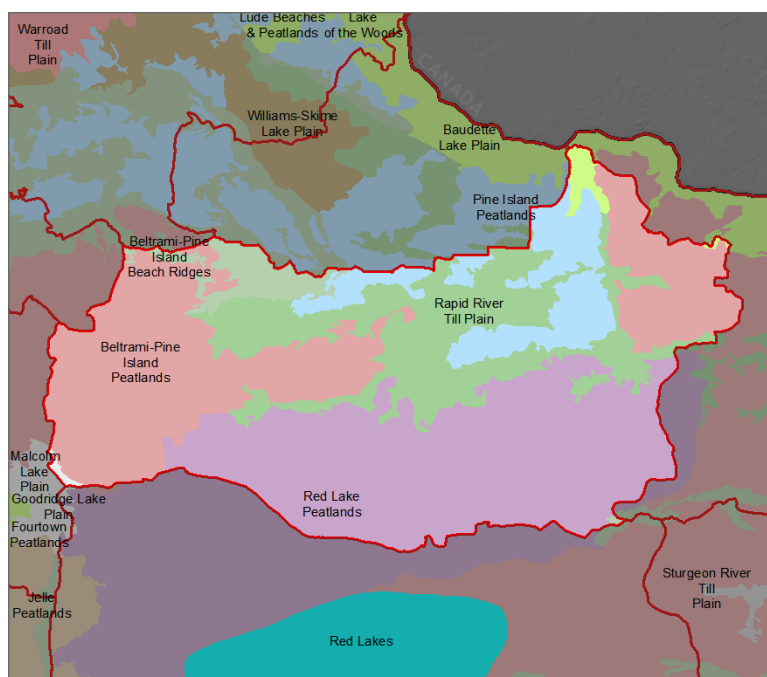 Warroad
Till
Plain
Lude Beaches
& Peatlands
Lake
of the Woods
CANADA
Williams-Skime
Lake Plain
Baudette
Lake Plain
Pine Island
Peatlands
Beltrami-Pine
Island
Beach Ridges
Rapid River
Till Plain
Beltrami-Pine
Island
Peatlands
Malcolm
Lake
Plain
Goodridge Lake
Plain
Fourtown
Peatlands
Red Lake
Peatlands
Sturgeon River
Till
Plain
Jelle
Peatlands
Red Lakes